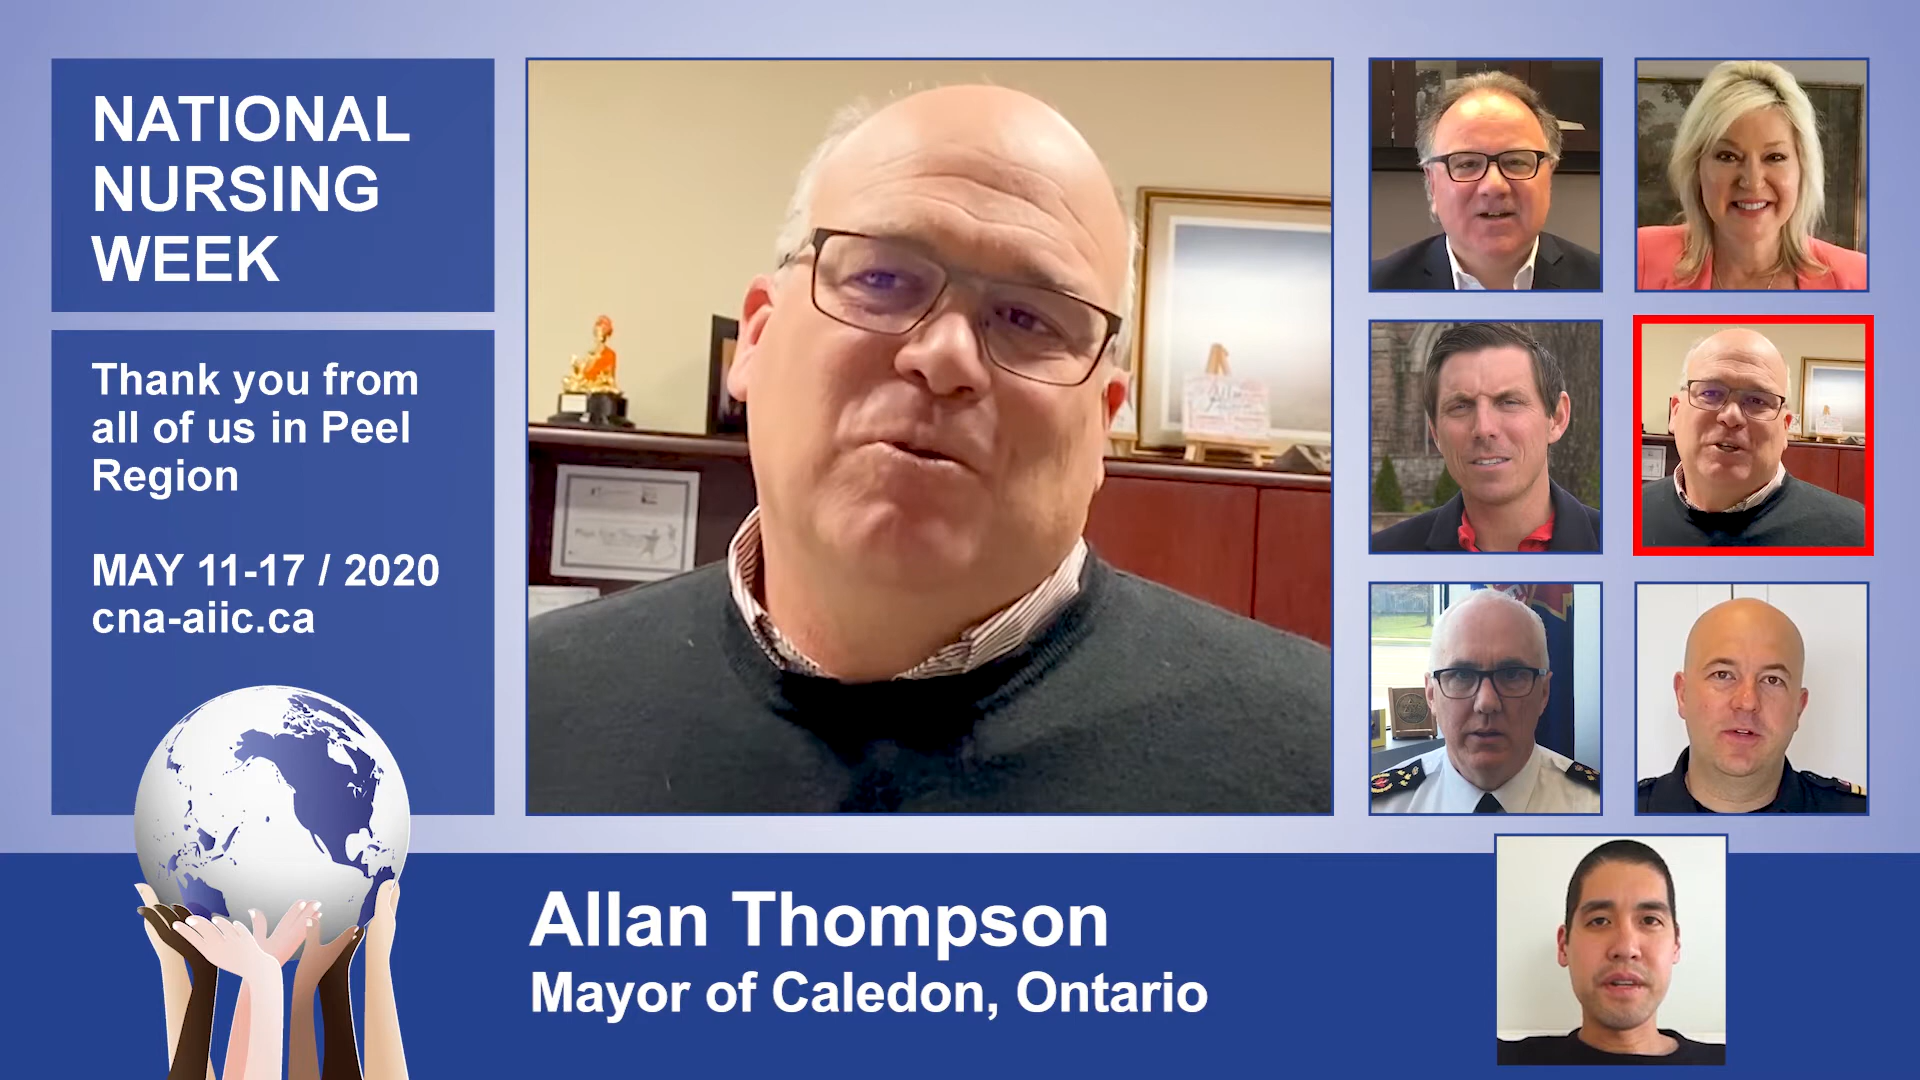 NATIONAL
NURSING
WEEK
Thank you from
all of us in Peel
Region
MAY 11-17 / 2020
cna-aiic.ca
Allan Thompson
Mayor of Caledon, Ontario